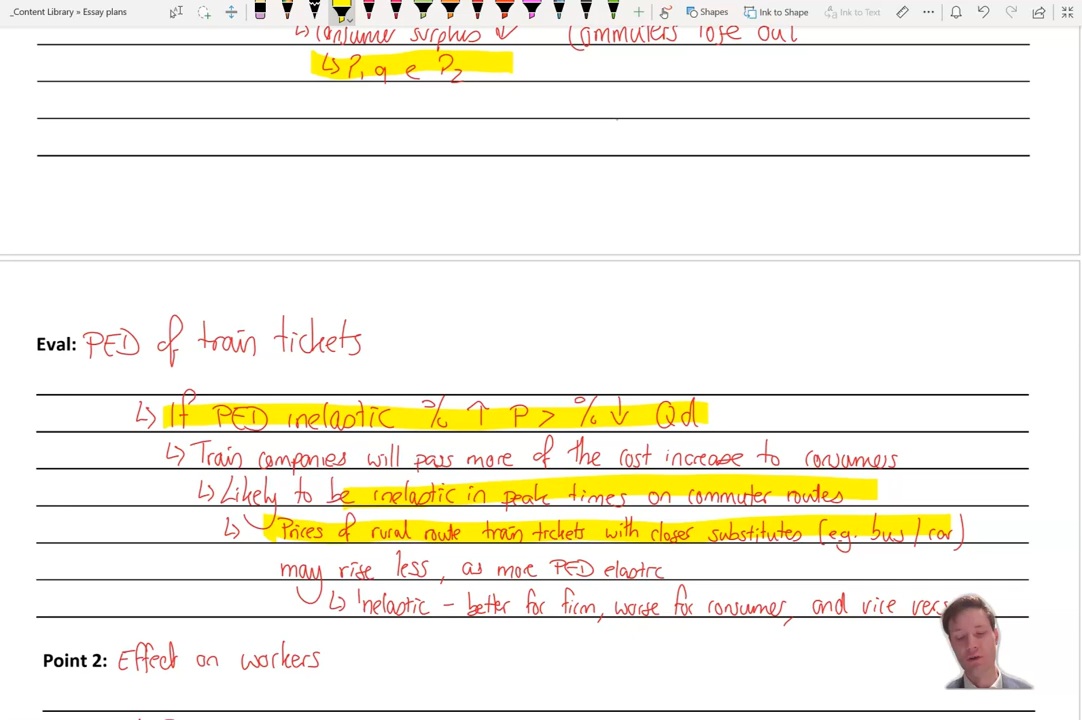 _Content Library » Essay plans
Shapes
Ink to Shape
Ink to Text
↳ Consumer surplus ↓ (commuters lose out
↳ P, q e P2
Eval: PED of train tickets
↳ If PED inelastic % ↑ P > % ↓ Qd
↳ Train companies will pass more of the cost increase to consumers
↳ Likely to be inelastic in peak times on commuter routes
↳ Prices of rural route train tickets with closer substitutes (e.g. bus / car)
may rise less, as more PED elastic
↳ Inelastic - better for firm, worse for consumer, and vice vers
Point 2: Effect on workers